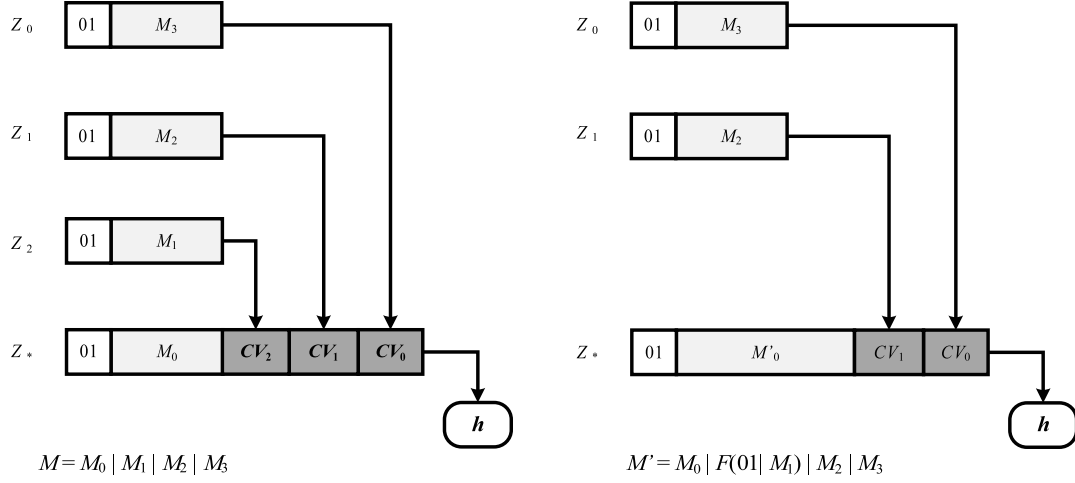 Z₀ 01 M₃ Z₀ 01 M₃
Z₁ 01 M₂ Z₁ 01 M₂
Z₂ 01 M₁
Z* 01 M₀ CV₂ CV₁ CV₀ Z* 01 M'₀ CV₁ CV₀
h h
M = M₀ | M₁ | M₂ | M₃ M' = M₀ | F(01| M₁) | M₂ | M₃